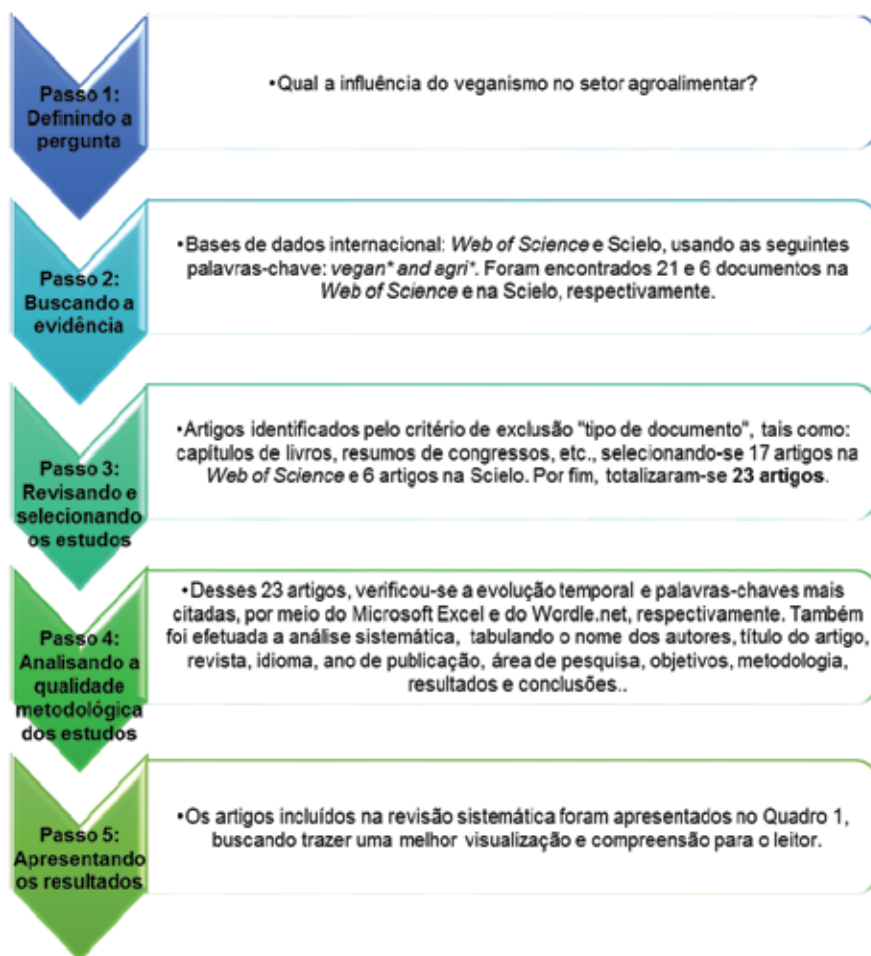 Passo 1:
Definindo a
pergunta
•Qual a influência do veganismo no setor agroalimentar?
Passo 2:
Buscando a
evidência
•Bases de dados internacional: Web of Science e Scielo, usando as seguintes
palavras-chave: vegan* and agri*. Foram encontrados 21 e 6 documentos na
Web of Science e na Scielo, respectivamente.
Passo 3:
Revisando e
selecionando
os estudos
•Artigos identificados pelo critério de exclusão "tipo de documento", tais como:
capítulos de livros, resumos de congressos, etc., selecionando-se 17 artigos na
Web of Science e 6 artigos na Scielo. Por fim, totalizaram-se 23 artigos.
Passo 4:
Analisando a
qualidade
metodológica
dos estudos
•Desses 23 artigos, verificou-se a evolução temporal e palavras-chaves mais
citadas, por meio do Microsoft Excel e do Wordle.net, respectivamente. Também
foi efetuada a análise sistemática, tabulando o nome dos autores, título do artigo,
revista, idioma, ano de publicação, área de pesquisa, objetivos, metodologia,
resultados e conclusões..
Passo 5:
Apresentando
os resultados
•Os artigos incluídos na revisão sistemática foram apresentados no Quadro 1,
buscando trazer uma melhor visualização e compreensão para o leitor.